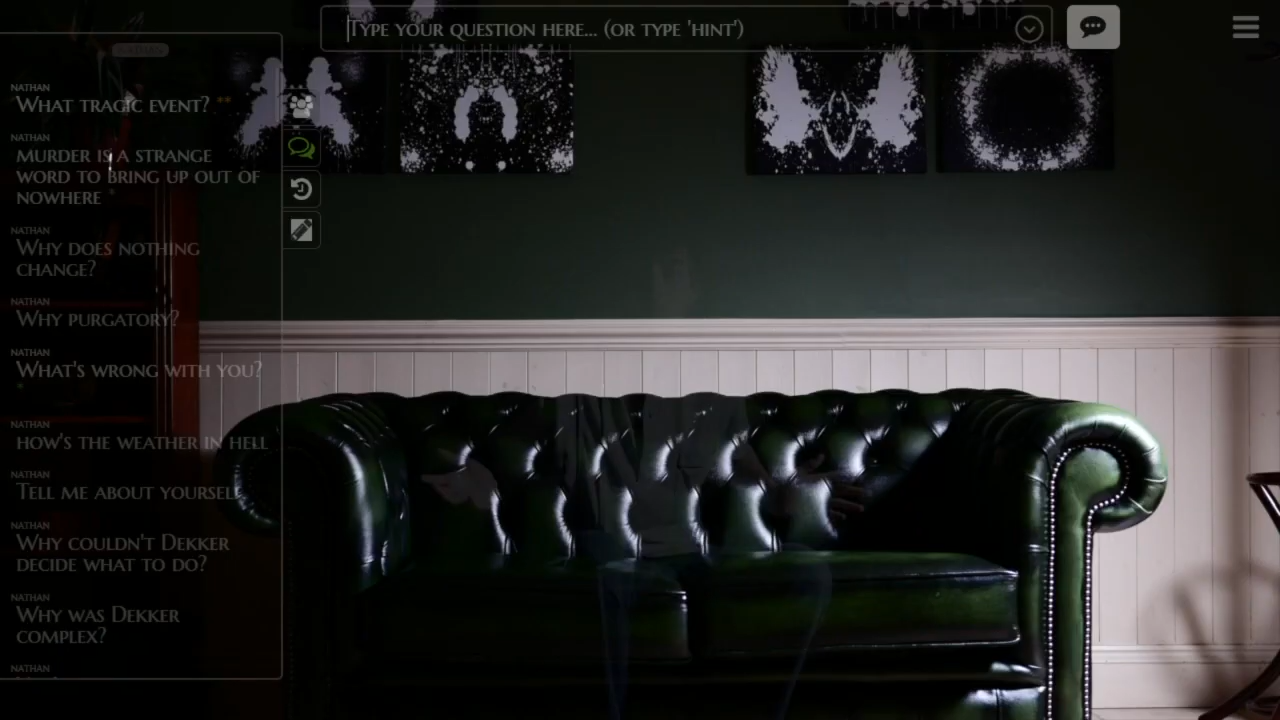 Type your question here... (or type 'hint')
NATHAN
What tragic event?
NATHAN
murder is a strange
word to bring up out of
nowhere
NATHAN
Why does nothing
change?
NATHAN
Why purgatory?
NATHAN
What's wrong with you?
NATHAN
how's the weather in hell
NATHAN
Tell me about yourself
NATHAN
Why couldn't Dekker
decide what to do?
NATHAN
Why was Dekker
complex?
NATHAN